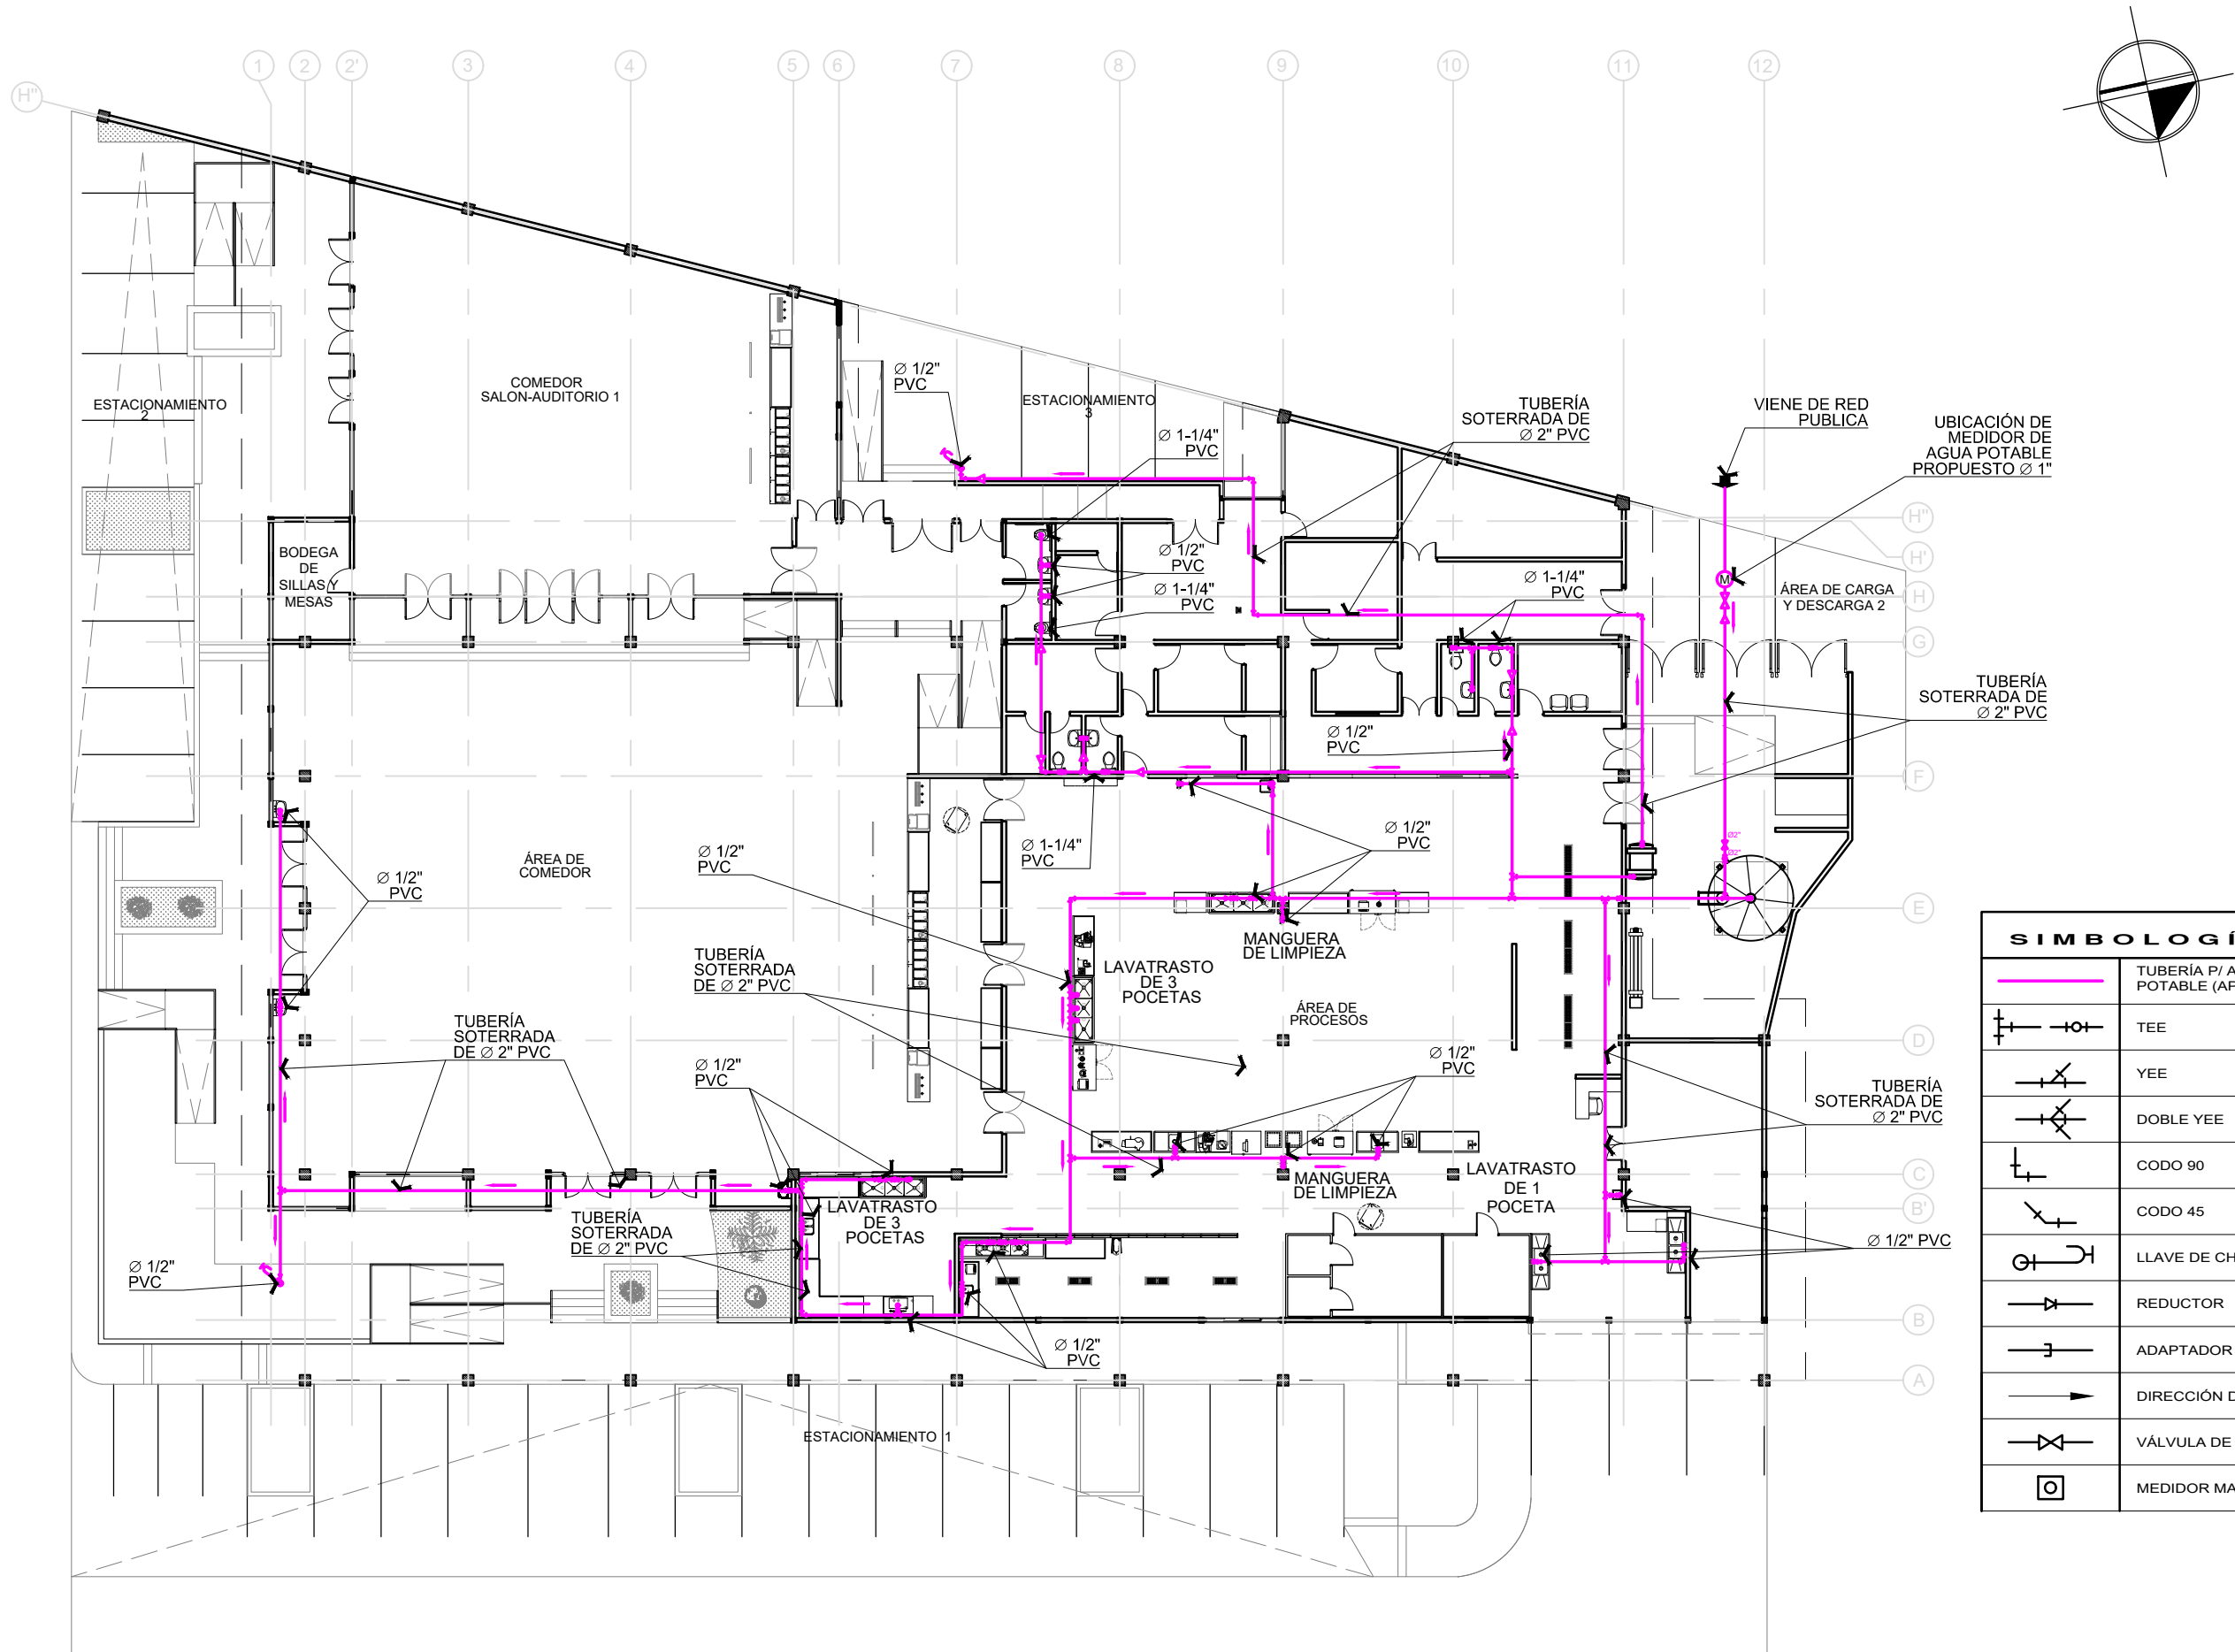 1
2
2'
3
4
5
6
7
8
9
10
11
12
H"
Ø 1/2"
PVC
COMEDOR
SALON-AUDITORIO 1
ESTACIONAMIENTO
2
ESTACIONAMIENTO
3
TUBERÍA
SOTERRADA DE
Ø 2" PVC
VIENE DE RED
PUBLICA
UBICACIÓN DE
MEDIDOR DE
AGUA POTABLE
PROPUESTO Ø 1"
Ø 1-1/4"
PVC
H"
H'
BODEGA
DE
SILLAS Y
MESAS
Ø 1/2"
PVC
Ø 1-1/4"
PVC
Ø 1-1/4"
PVC
M
ÁREA DE CARGA
Y DESCARGA 2
H
G
TUBERÍA
SOTERRADA DE
Ø 2" PVC
Ø 1/2"
PVC
F
Ø 1/2"
PVC
ÁREA DE
COMEDOR
Ø 1/2"
PVC
Ø 1-1/4"
PVC
Ø 1/2"
PVC
Ø2"
Ø2"
E
MANGUERA
DE LIMPIEZA
TUBERÍA
SOTERRADA
DE Ø 2" PVC
LAVATRASTO
DE 3
POCETAS
ÁREA DE
PROCESOS
TUBERÍA
SOTERRADA
DE Ø 2" PVC
D
Ø 1/2"
PVC
Ø 1/2"
PVC
TUBERÍA
SOTERRADA DE
Ø 2" PVC
C
B'
MANGUERA
DE LIMPIEZA
LAVATRASTO
DE 1
POCETA
LAVATRASTO
DE 3
POCETAS
TUBERÍA
SOTERRADA
DE Ø 2" PVC
Ø 1/2" PVC
Ø 1/2"
PVC
B
Ø 1/2"
PVC
A
ESTACIONAMIENTO 1
SIMBOLOGÍ
TUBERÍA P/ A
POTABLE (AP
TEE
YEE
DOBLE YEE
CODO 90
CODO 45
LLAVE DE CH
REDUCTOR
ADAPTADOR
DIRECCIÓN D
VÁLVULA DE
MEDIDOR MA